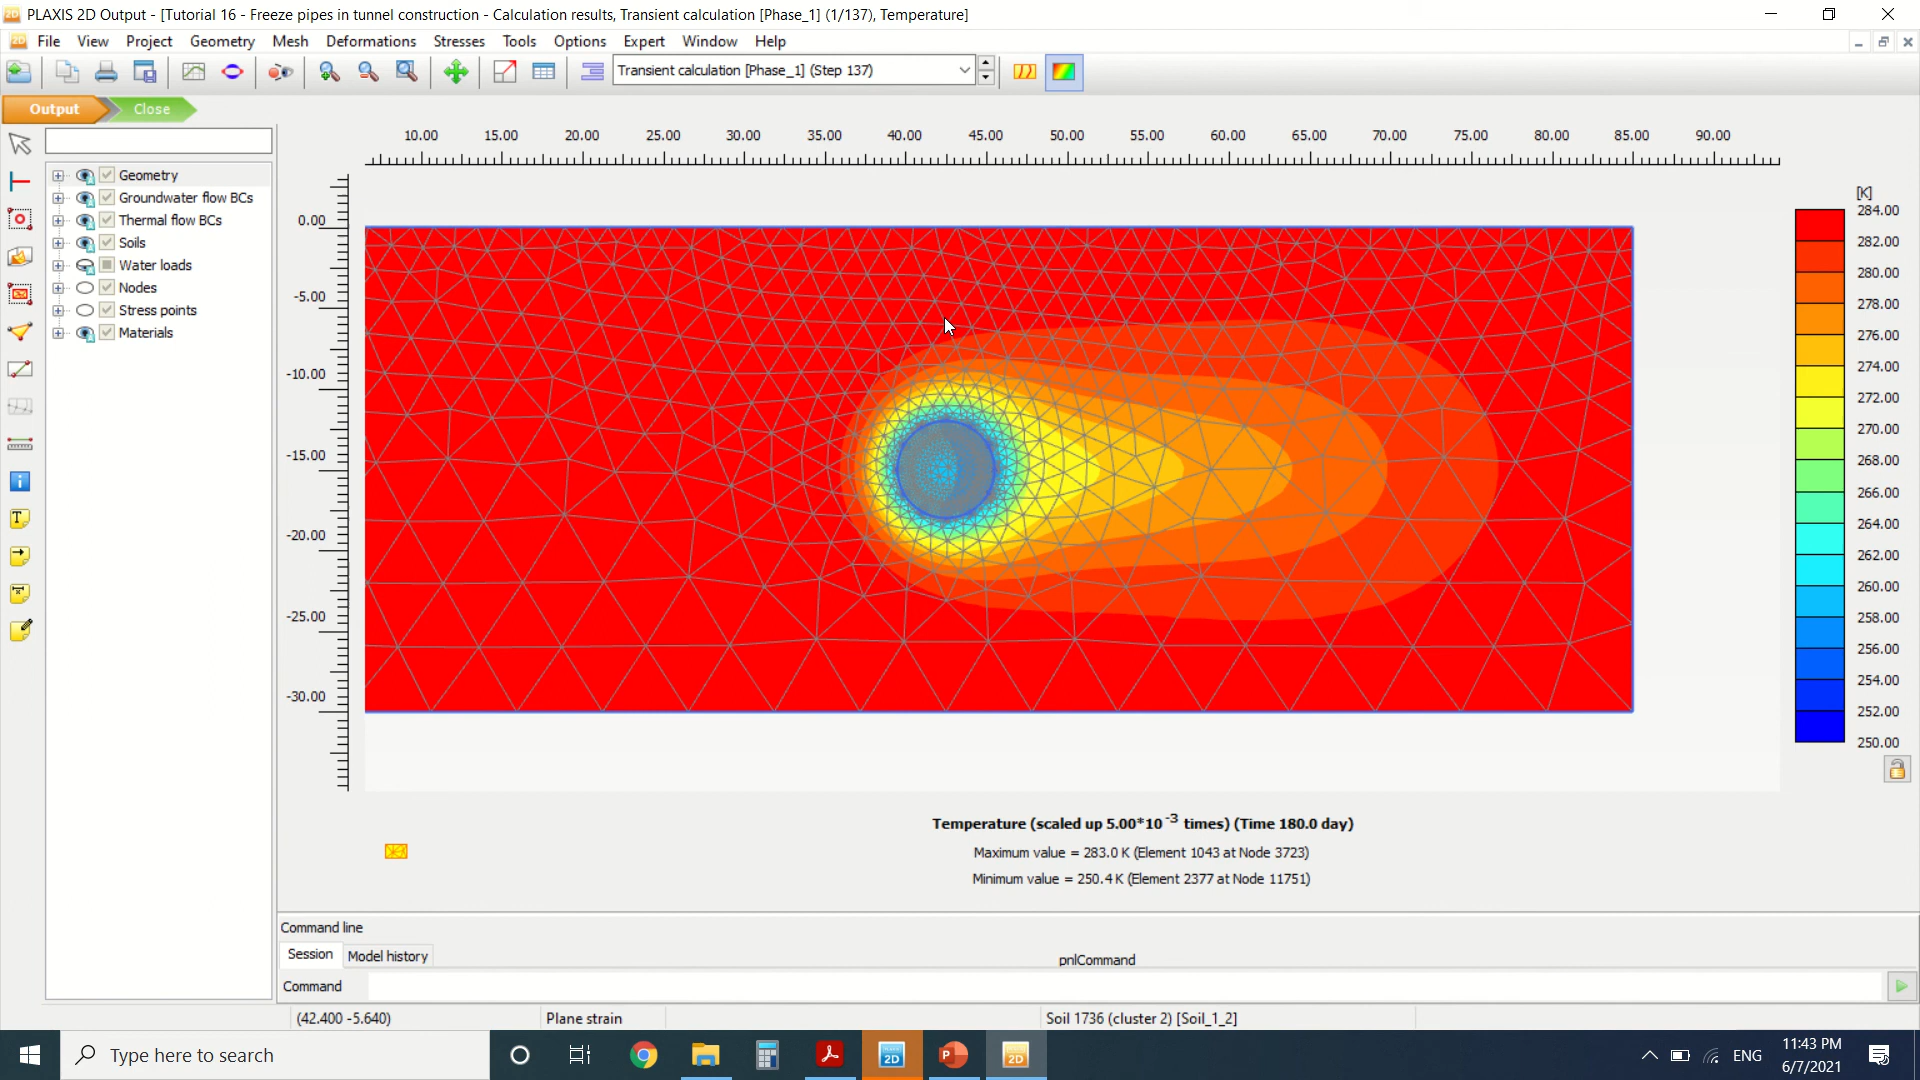 PLAXIS 2D Output - [Tutorial 16 - Freeze pipes in tunnel construction - Calculation results, Transient calculation [Phase_1] (1/137), Temperature]
File View Project Geometry Mesh Deformations Stresses Tools Options Expert Window Help
Transient calculation [Phase_1] (Step 137)
Output Close
10.00 15.00 20.00 25.00 30.00 35.00 40.00 45.00 50.00 55.00 60.00 65.00 70.00 75.00 80.00 85.00 90.00
Geometry
Groundwater flow BCs
Thermal flow BCs
Soils
Water loads
Nodes
Stress points
Materials
0.00
-5.00
-10.00
-15.00
-20.00
-25.00
-30.00
[K]
284.00
282.00
280.00
278.00
276.00
274.00
272.00
270.00
268.00
266.00
264.00
262.00
260.00
258.00
256.00
254.00
252.00
250.00
Temperature (scaled up 5.00*10 -3 times) (Time 180.0 day)
Maximum value = 283.0 K (Element 1043 at Node 3723)
Minimum value = 250.4 K (Element 2377 at Node 11751)
Command line
Session Model history
pnlCommand
Command
(42.400 -5.640) Plane strain Soil 1736 (cluster 2) [Soil_1_2]
Type here to search
ENG
11:43 PM
6/7/2021